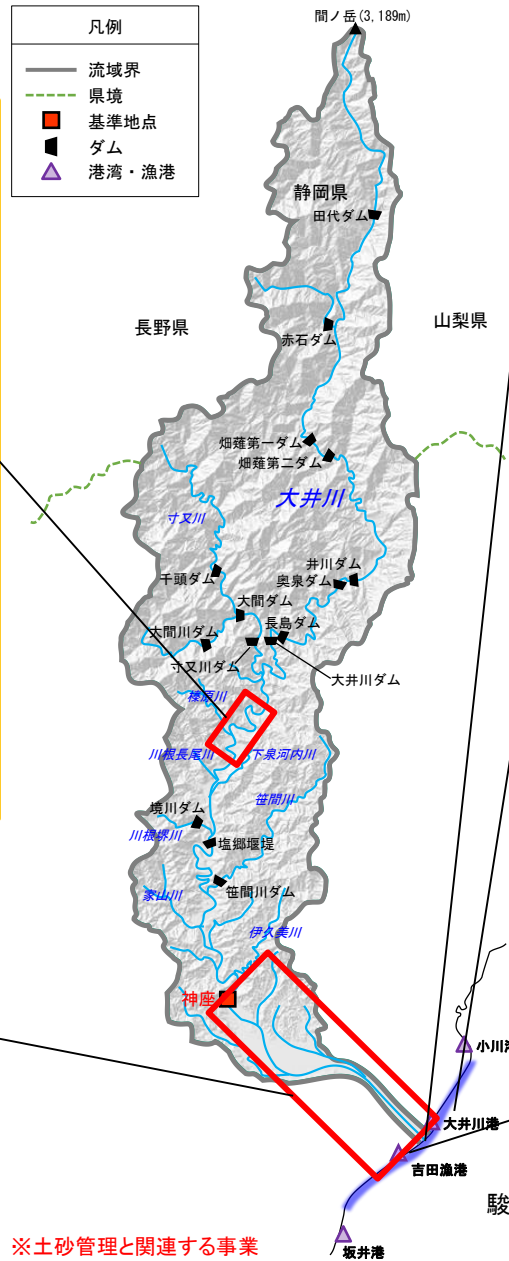 凡例
流域界
県境
基準地点
ダム
港湾・漁港
間ノ岳(3,189m)
静岡県
田代ダム
長野県
山梨県
赤石ダム
畑薙第一ダム
畑薙第二ダム
大井川
寸又川
井川ダム
奥泉ダム
千頭ダム
大間ダム
長島ダム
大間川ダム
寸又川ダム
大井川ダム
榛原川
川根長尾川
下泉河内川
笹間川
境川ダム
川根境川
塩郷堰堤
笹間川ダム
家山川
伊久美川
神座
小川港
大井川港
吉田漁港
駿
坂井港
※土砂管理と関連する事業